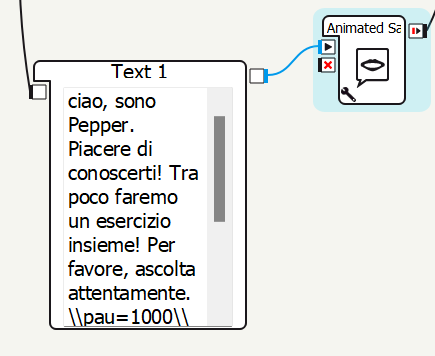 Text 1
ciao, sono
Pepper.
Piacere di
conoscerti! Tra
poco faremo
un esercizio
insieme! Per
favore, ascolta
attentamente.
\\pau=1000\\
Animated Sa